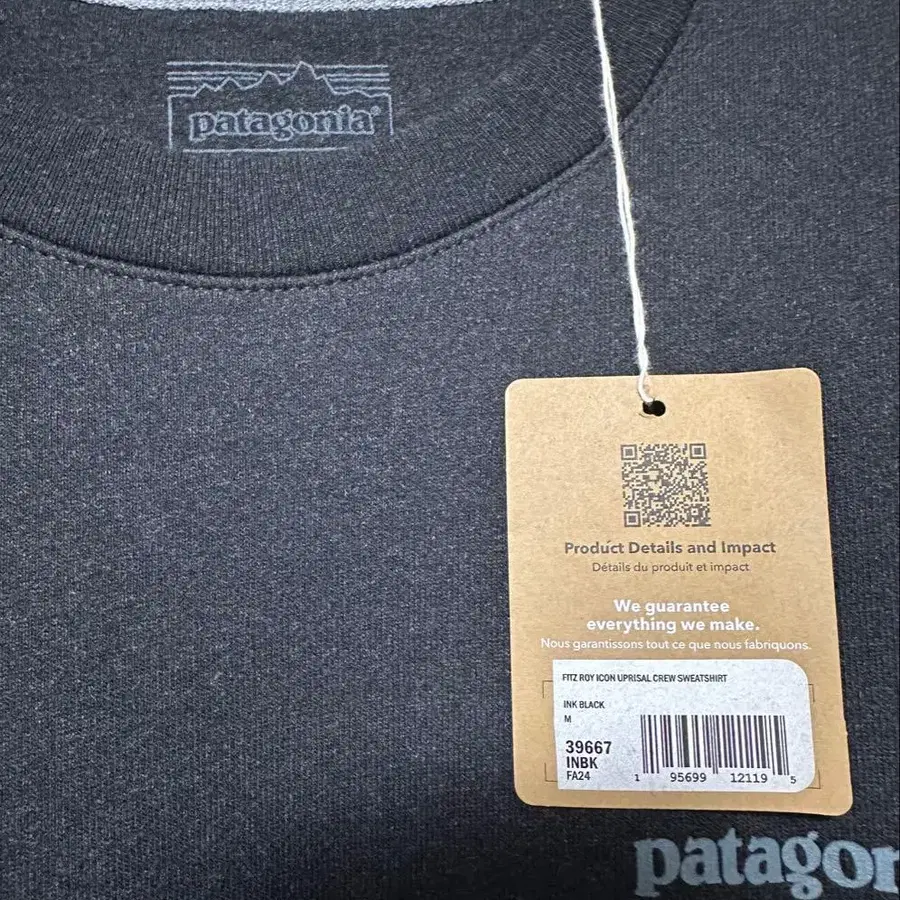 patagonia®
Product Details and Impact
Détails du produit et impact
We guarantee
everything we make.
Nous garantissons tout ce que nous fabriquons.
FITZ ROY ICON UPRISAL CREW SWEATSHIRT
INK BLACK
M
39667
INBK
FA24
1 95699 12119 5
patagon